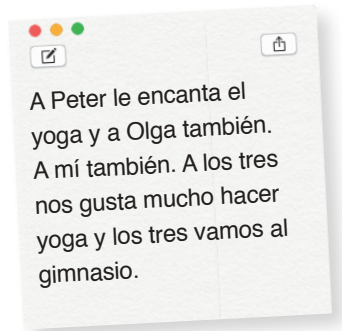 A Peter le encanta el
yoga y a Olga también.
A mí también. A los tres
nos gusta mucho hacer
yoga y los tres vamos al
gimnasio.